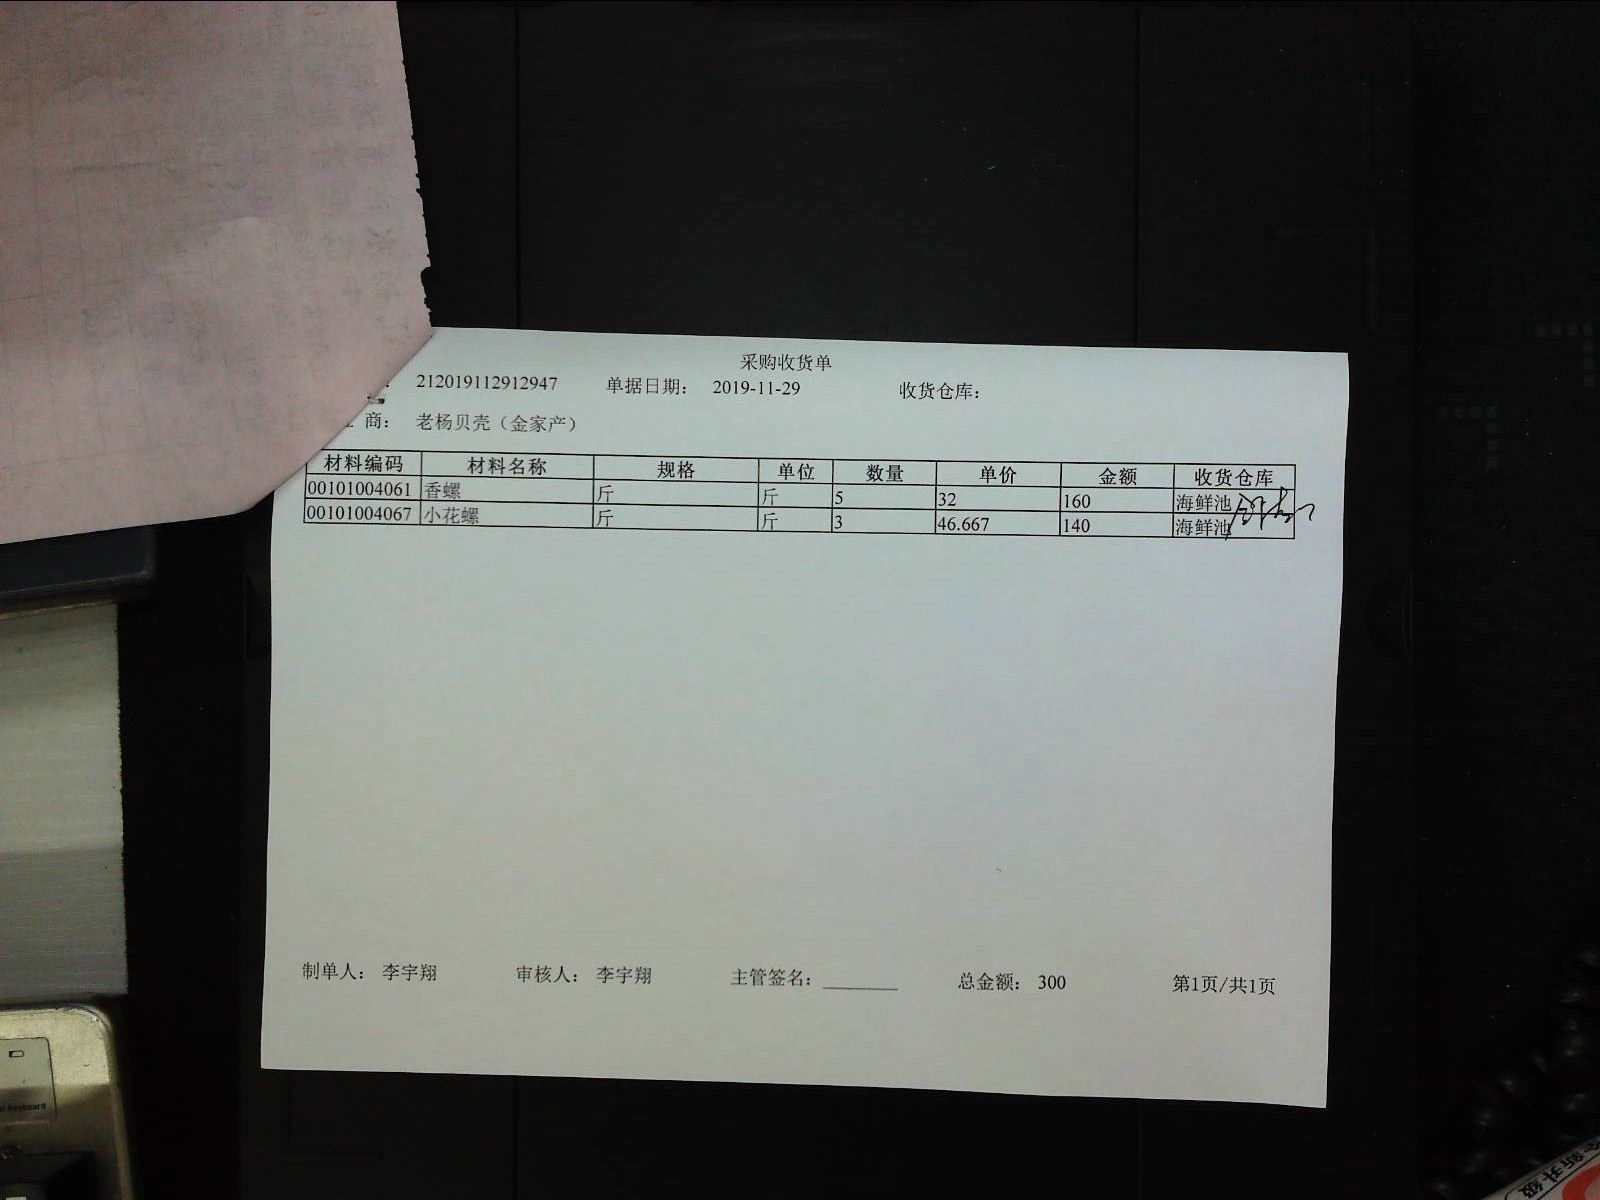 采购收货单
212019112912947 单据日期: 2019-11-29 收货仓库:
商: 老杨贝壳（金家产）
材料编码 材料名称 规格 单位 数量 单价 金额 收货仓库
00101004061 香螺 斤 斤 5 32 160 海鲜池
00101004067 小花螺 斤 斤 3 46.667 140 海鲜池
制单人: 李宇翔 审核人: 李宇翔 主管签名: 总金额: 300 第1页/共1页
Keyboard